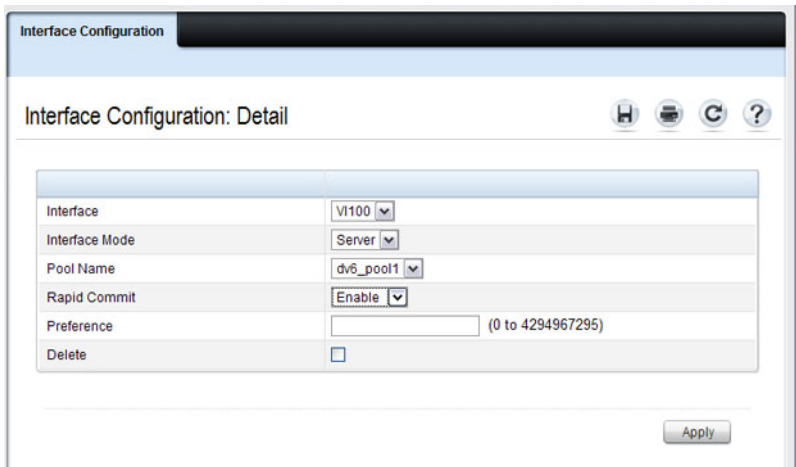 Interface Configuration
Interface Configuration: Detail
Interface Vl100
Interface Mode Server
Pool Name dv6_pool1
Rapid Commit Enable
Preference (0 to 4294967295)
Delete
Apply